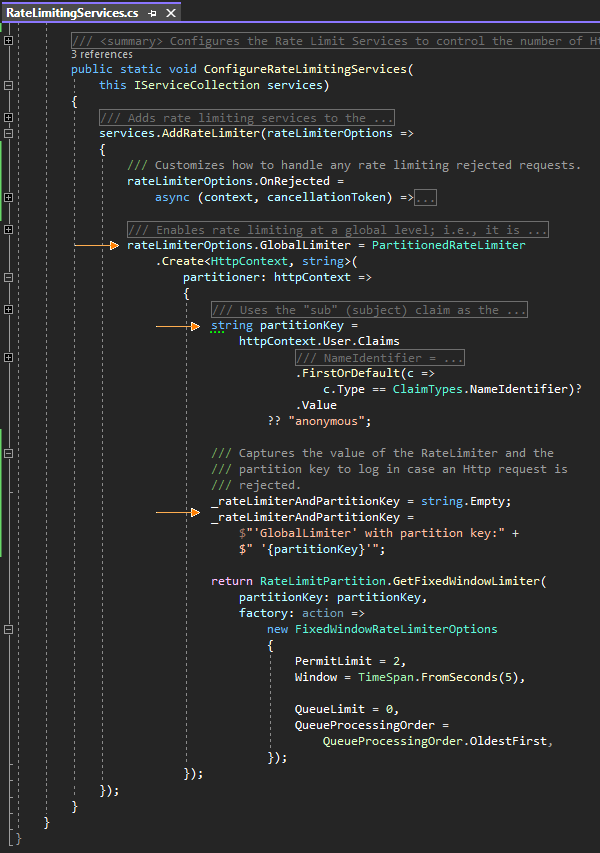 RateLimitingServices.cs
/// <summary> Configures the Rate Limit Services to control the number of Ht
3 references
public static void ConfigureRateLimitingServices(
this IServiceCollection services)
{
/// Adds rate limiting services to the ...
services.AddRateLimiter(rateLimiterOptions =>
{
/// Customizes how to handle any rate limiting rejected requests.
rateLimiterOptions.OnRejected =
async (context, cancellationToken) =>...
/// Enables rate limiting at a global level; i.e., it is ...
rateLimiterOptions.GlobalLimiter = PartitionedRateLimiter
.Create<HttpContext, string>(
partitioner: httpContext =>
{
/// Uses the "sub" (subject) claim as the ...
string partitionKey =
httpContext.User.Claims
/// NameIdentifier = ...
.FirstOrDefault(c =>
c.Type == ClaimTypes.NameIdentifier)?
.Value
?? "anonymous";
/// Captures the value of the RateLimiter and the
/// partition key to log in case an Http request is
/// rejected.
_rateLimiterAndPartitionKey = string.Empty;
_rateLimiterAndPartitionKey =
$"'GlobalLimiter' with partition key:" +
$" '{partitionKey}'";
return RateLimitPartition.GetFixedWindowLimiter(
partitionKey: partitionKey,
factory: action =>
new FixedWindowRateLimiterOptions
{
PermitLimit = 2,
Window = TimeSpan.FromSeconds(5),
QueueLimit = 0,
QueueProcessingOrder =
QueueProcessingOrder.OldestFirst,
});
});
});
}
}
}